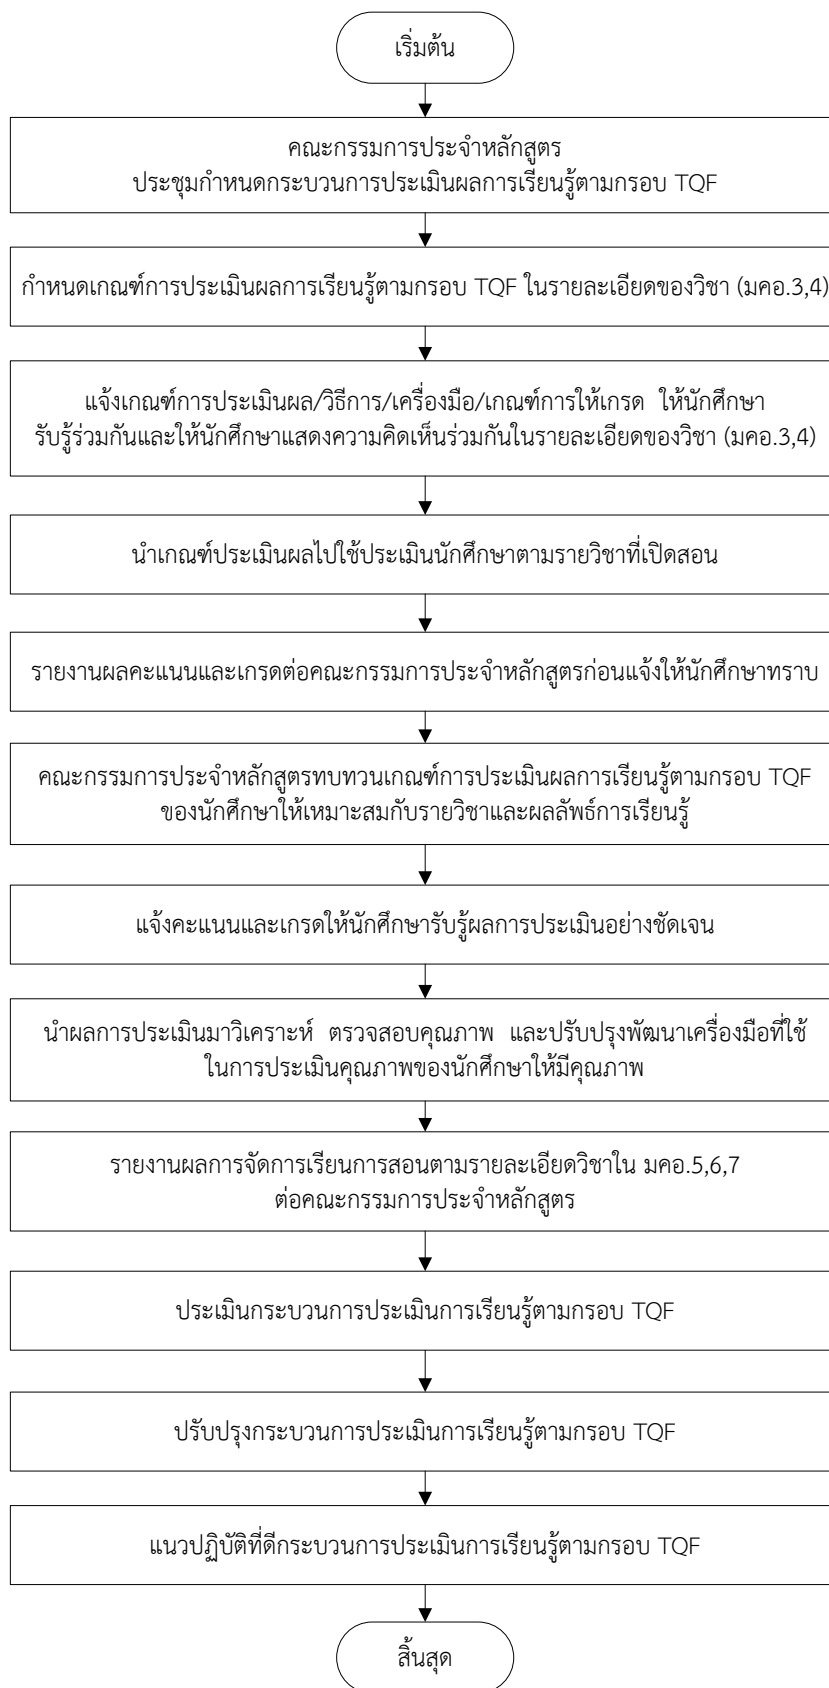 เริ่มต้น
คณะกรรมการประจำหลักสูตร
ประชุมกำหนดกระบวนการประเมินผลการเรียนรู้ตามกรอบ TQF
กำหนดเกณฑ์การประเมินผลการเรียนรู้ตามกรอบ TQF ในรายละเอียดของวิชา (มคอ.3,4)
แจ้งเกณฑ์การประเมินผล/วิธีการ/เครื่องมือ/เกณฑ์การให้เกรด ให้นักศึกษา
รับรู้ร่วมกันและให้นักศึกษาแสดงความคิดเห็นร่วมกันในรายละเอียดของวิชา (มคอ.3,4)
นำเกณฑ์ประเมินผลไปใช้ประเมินนักศึกษาตามรายวิชาที่เปิดสอน
รายงานผลคะแนนและเกรดต่อคณะกรรมการประจำหลักสูตรก่อนแจ้งให้นักศึกษาทราบ
คณะกรรมการประจำหลักสูตรทบทวนเกณฑ์การประเมินผลการเรียนรู้ตามกรอบ TQF
ของนักศึกษาให้เหมาะสมกับรายวิชาและผลลัพธ์การเรียนรู้
แจ้งคะแนนและเกรดให้นักศึกษารับรู้ผลการประเมินอย่างชัดเจน
นำผลการประเมินมาวิเคราะห์ ตรวจสอบคุณภาพ และปรับปรุงพัฒนาเครื่องมือที่ใช้
ในการประเมินคุณภาพของนักศึกษาให้มีคุณภาพ
รายงานผลการจัดการเรียนการสอนตามรายละเอียดวิชาใน มคอ.5,6,7
ต่อคณะกรรมการประจำหลักสูตร
ประเมินกระบวนการประเมินการเรียนรู้ตามกรอบ TQF
ปรับปรุงกระบวนการประเมินการเรียนรู้ตามกรอบ TQF
แนวปฏิบัติที่ดีกระบวนการประเมินการเรียนรู้ตามกรอบ TQF
สิ้นสุด